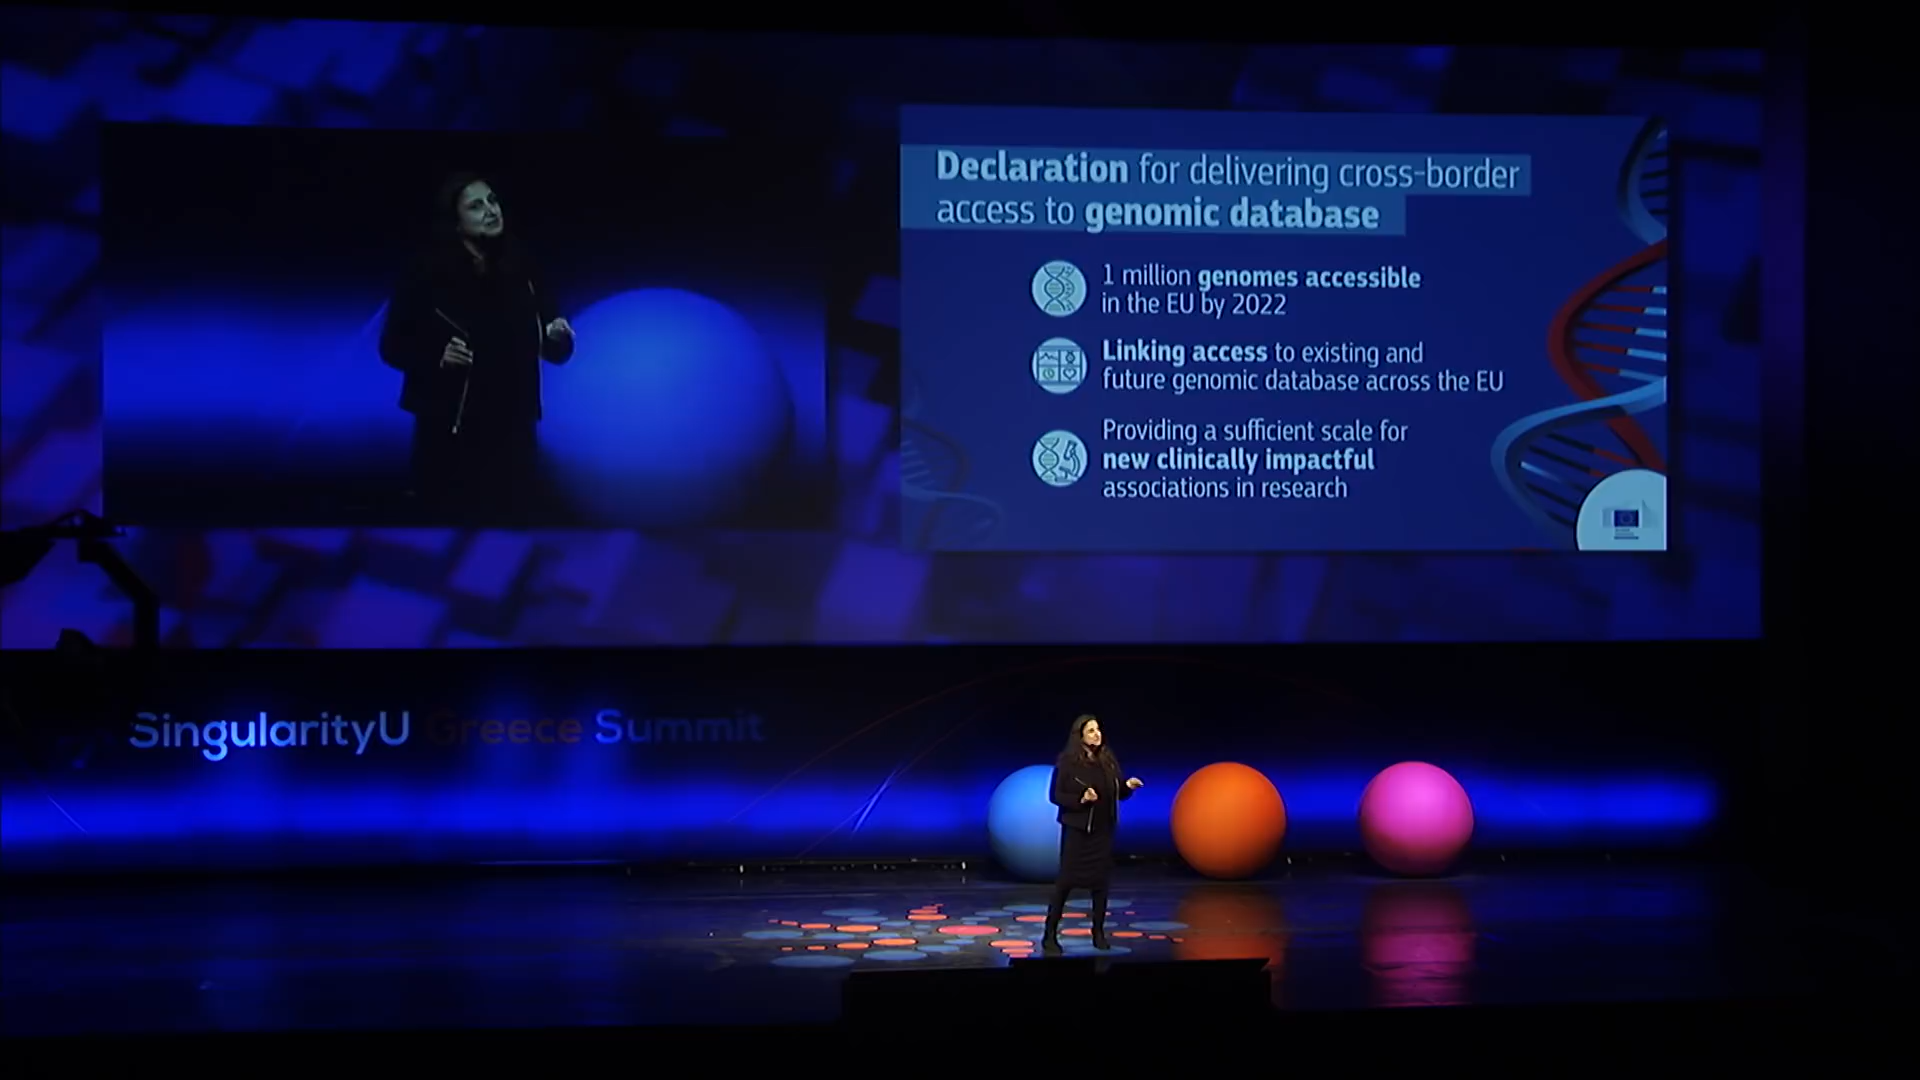 Declaration for delivering cross-border
access to genomic database
1 million genomes accessible
in the EU by 2022
Linking access to existing and
future genomic database across the EU
Providing a sufficient scale for
new clinically impactful
associations in research
SingularityU Greece Summit